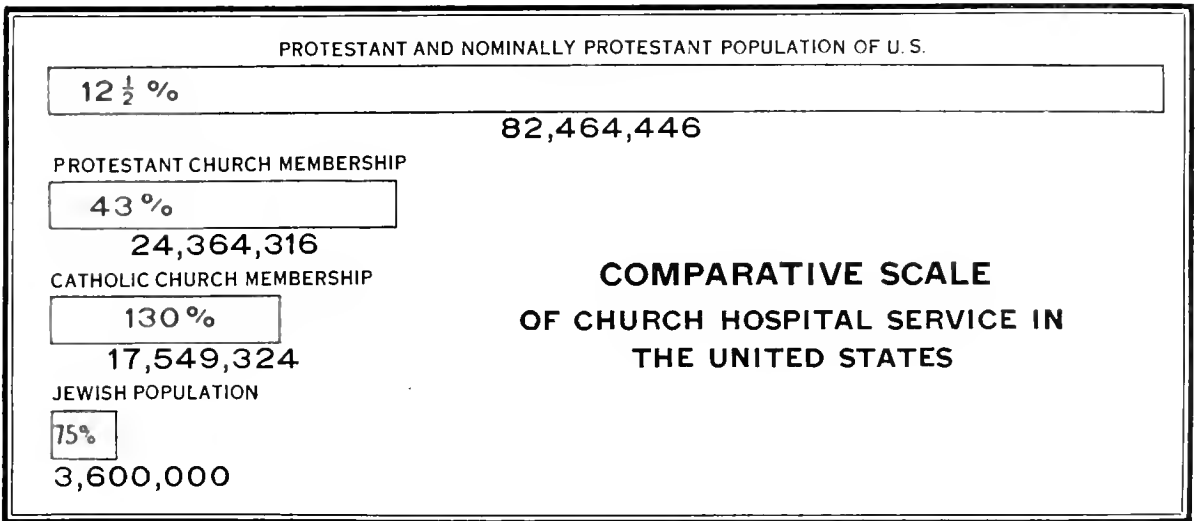 PROTESTANT AND NOMINALLY PROTESTANT POPULATION OF U.S.
12 ½ %
82,464,446
PROTESTANT CHURCH MEMBERSHIP
43%
24,364,316
CATHOLIC CHURCH MEMBERSHIP
130%
17,549,324
JEWISH POPULATION
75%
3,600,000
COMPARATIVE SCALE
OF CHURCH HOSPITAL SERVICE IN
THE UNITED STATES